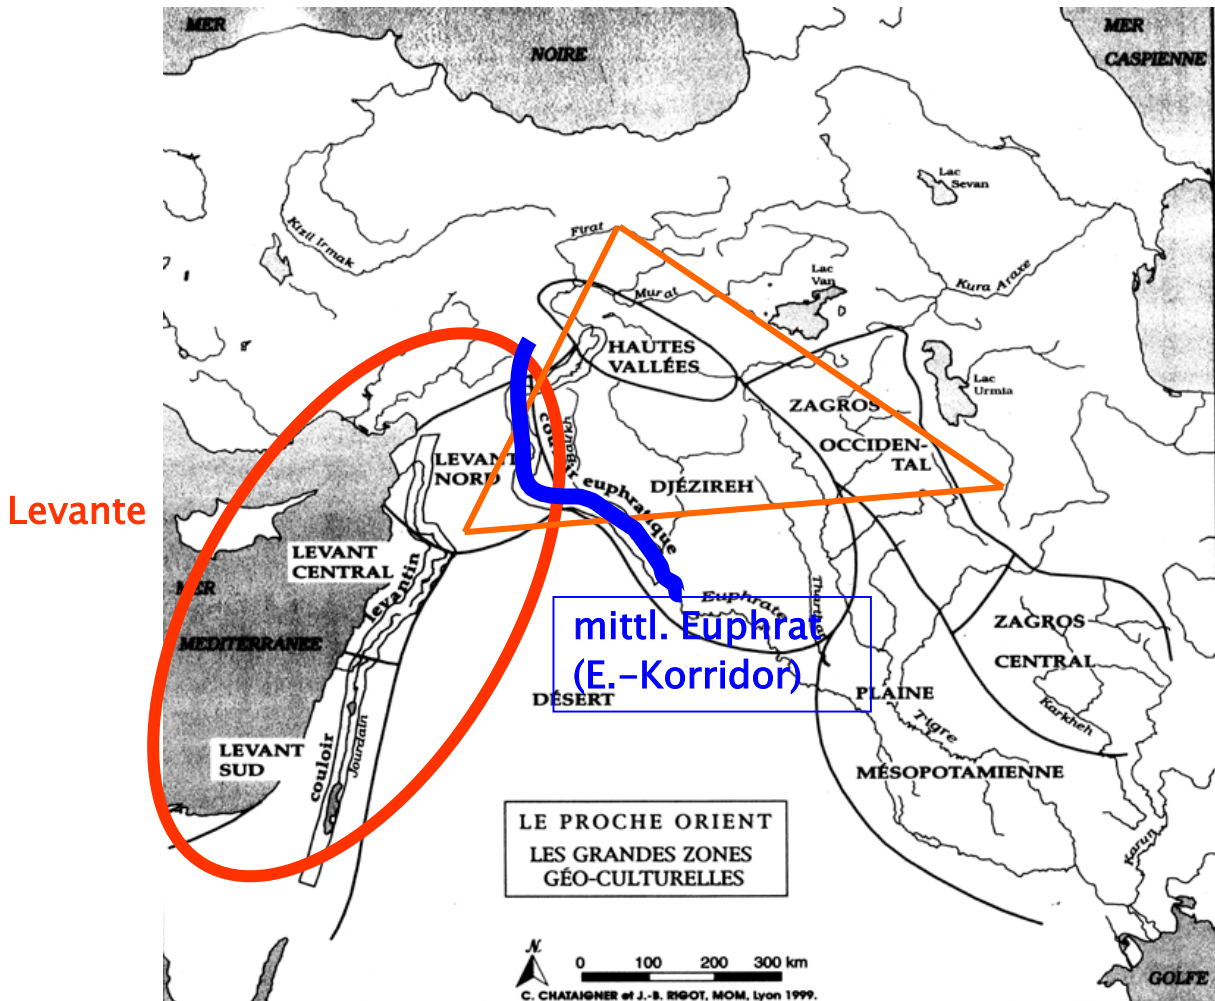 MER
NOIRE
MER
CASPIENNE
Lac
Sevan
Kizil Irmak
Firat
Murat
Lac
Van
Kura Araxe
HAUTES
VALLÉES
Lac
Urmia
ZAGROS
OCCIDEN-
TAL
Balikh
LEVANT
NORD
couloir euphratique
DJÉZIREH
Levante
LEVANT
CENTRAL
levantin
MER
MEDITERRANEE
Euphrate
Tharthar
mittl. Euphrat
(E.-Korridor)
ZAGROS
CENTRAL
DÉSERT
PLAINE
Tigre
Karkheh
MÉSOPOTAMIENNE
LEVANT
SUD
couloir
Jourdain
LE PROCHE ORIENT
LES GRANDES ZONES
GÉO-CULTURELLES
Karun
N
0 100 200 300 km
C. CHATAIGNER et J.-B. RIGOT, MOM, Lyon 1999.
GOLFE